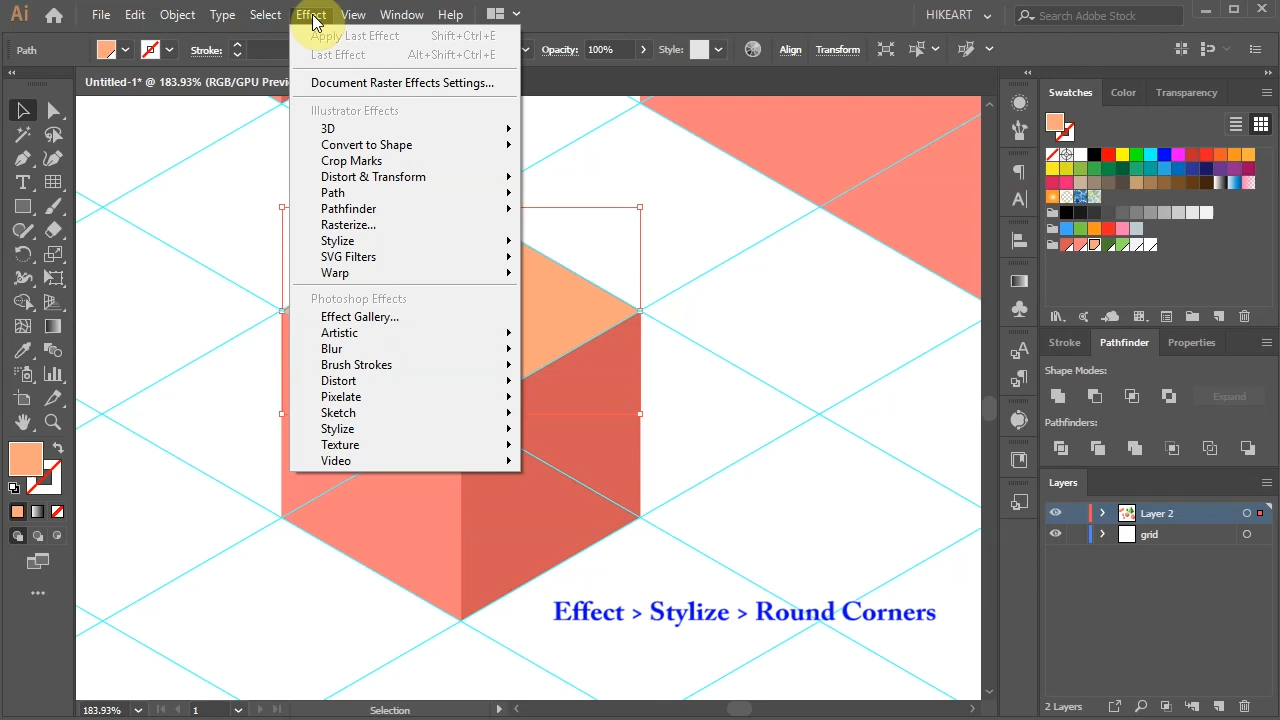 Ai File Edit Object Type Select Effect View Window Help HIKEART Search Adobe Stock
Path Stroke: Opacity: 100% Style: Align Transform
Untitled-1* @ 183.93% (RGB/GPU Previ
Apply Last Effect Shift+Ctrl+E
Last Effect Alt+Shift+Ctrl+E
Document Raster Effects Settings...
Illustrator Effects
3D
Convert to Shape
Crop Marks
Distort & Transform
Path
Pathfinder
Rasterize...
Stylize
SVG Filters
Warp
Photoshop Effects
Effect Gallery...
Artistic
Blur
Brush Strokes
Distort
Pixelate
Sketch
Stylize
Texture
Video
Effect > Stylize > Round Corners
Swatches Color Transparency
Stroke Pathfinder Properties
Shape Modes:
Expand
Pathfinders:
Layers
Layer 2
grid
2 Layers
183.93% 1 Selection